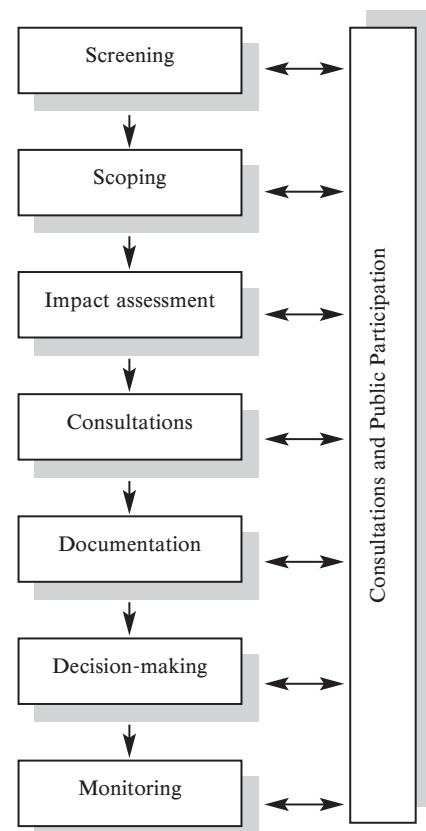 Screening
Scoping
Impact assessment
Consultations
Documentation
Decision-making
Monitoring
Consultations and Public Participation